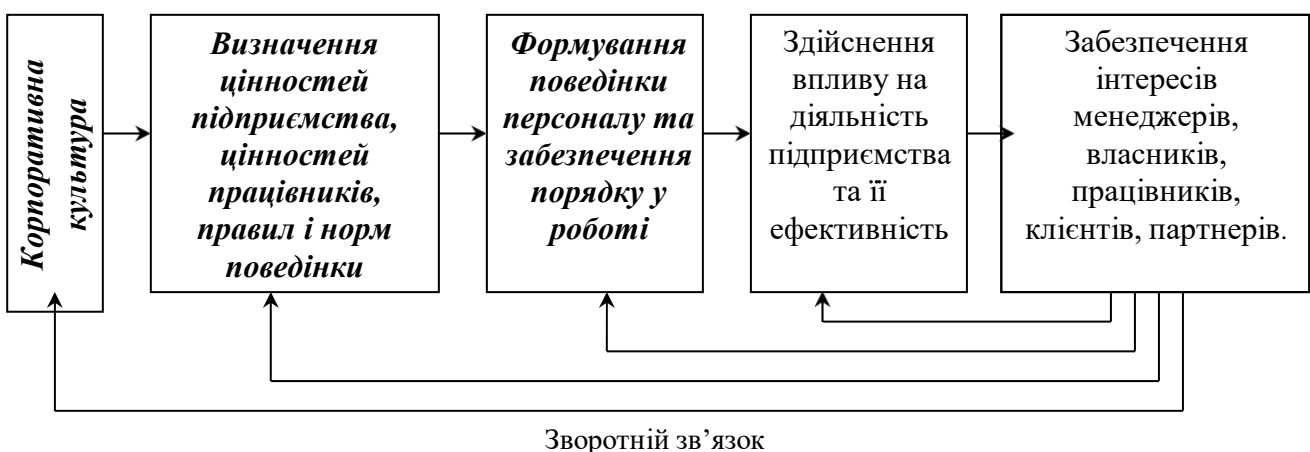 Корпоративна
культура
Визначення
цінностей
підприємства,
цінностей
працівників,
правил і норм
поведінки
Формування
поведінки
персоналу та
забезпечення
порядку у
роботі
Здійснення
впливу на
діяльність
підприємства
та її
ефективність
Забезпечення
інтересів
менеджерів,
власників,
працівників,
клієнтів, партнерів.
Зворотній зв’язок